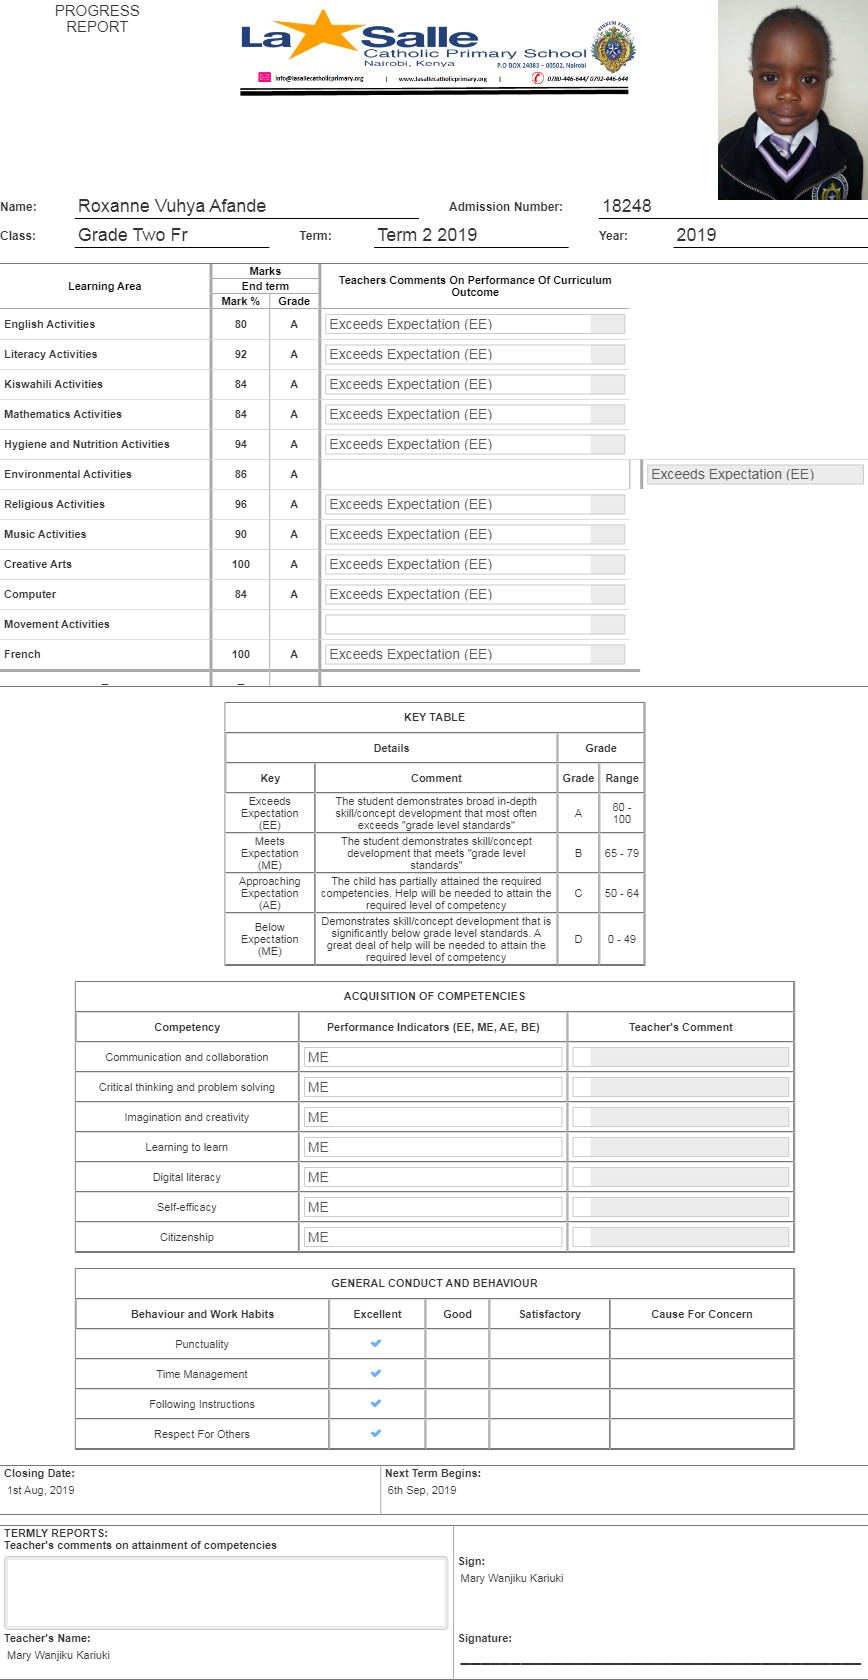 PROGRESS
REPORT
La Salle
Catholic Primary School
Nairobi, Kenya
P.O BOX 24083 – 00502, Nairobi
info@lasallecatholicprimary.org | www.lasallecatholicprimary.org | 0780-446-644/ 0792-446-644
Name: Roxanne Vuhya Afande Admission Number: 18248
Class: Grade Two Fr Term: Term 2 2019 Year: 2019
Learning Area Marks Teachers Comments On Performance Of Curriculum Outcome
End term
Mark % Grade
English Activities 80 A Exceeds Expectation (EE)
Literacy Activities 92 A Exceeds Expectation (EE)
Kiswahili Activities 84 A Exceeds Expectation (EE)
Mathematics Activities 84 A Exceeds Expectation (EE)
Hygiene and Nutrition Activities 94 A Exceeds Expectation (EE)
Environmental Activities 86 A Exceeds Expectation (EE)
Religious Activities 96 A Exceeds Expectation (EE)
Music Activities 90 A Exceeds Expectation (EE)
Creative Arts 100 A Exceeds Expectation (EE)
Computer 84 A Exceeds Expectation (EE)
Movement Activities
French 100 A Exceeds Expectation (EE)
KEY TABLE
Details Grade
Key Comment Grade Range
Exceeds Expectation (EE) The student demonstrates broad in-depth skill/concept development that most often exceeds "grade level standards" A 80 - 100
Meets Expectation (ME) The student demonstrates skill/concept development that meets "grade level standards" B 65 - 79
Approaching Expectation (AE) The child has partially attained the required competencies. Help will be needed to attain the required level of competency C 50 - 64
Below Expectation (ME) Demonstrates skill/concept development that is significantly below grade level standards. A great deal of help will be needed to attain the required level of competency D 0 - 49
ACQUISITION OF COMPETENCIES
Competency Performance Indicators (EE, ME, AE, BE) Teacher's Comment
Communication and collaboration ME
Critical thinking and problem solving ME
Imagination and creativity ME
Learning to learn ME
Digital literacy ME
Self-efficacy ME
Citizenship ME
GENERAL CONDUCT AND BEHAVIOUR
Behaviour and Work Habits Excellent Good Satisfactory Cause For Concern
Punctuality
Time Management
Following Instructions
Respect For Others
Closing Date: Next Term Begins:
1st Aug, 2019 6th Sep, 2019
TERMLY REPORTS:
Teacher's comments on attainment of competencies
Sign:
Mary Wanjiku Kariuki
Teacher's Name: Signature:
Mary Wanjiku Kariuki